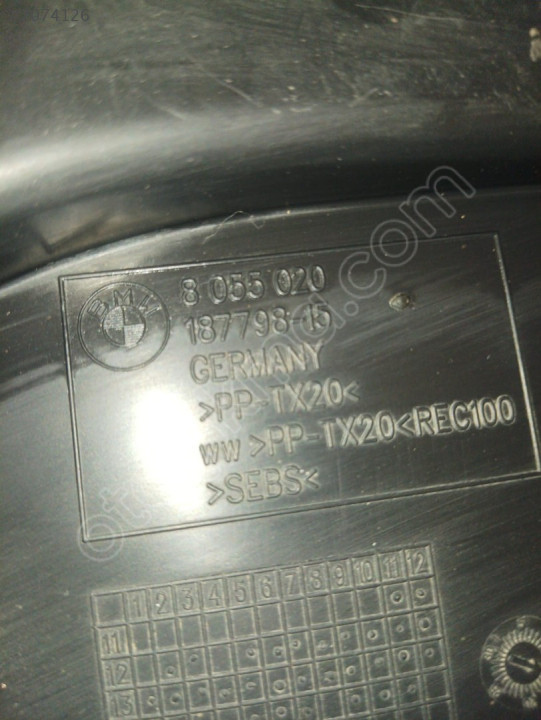 074126
BMW
8 055 020
187798-15
GERMANY
>PP-TX20<
ww >PP-TX20<REC100
>SEBS<
1 2 3 4 5 6 7 8 9 10 11 12
11
12
13